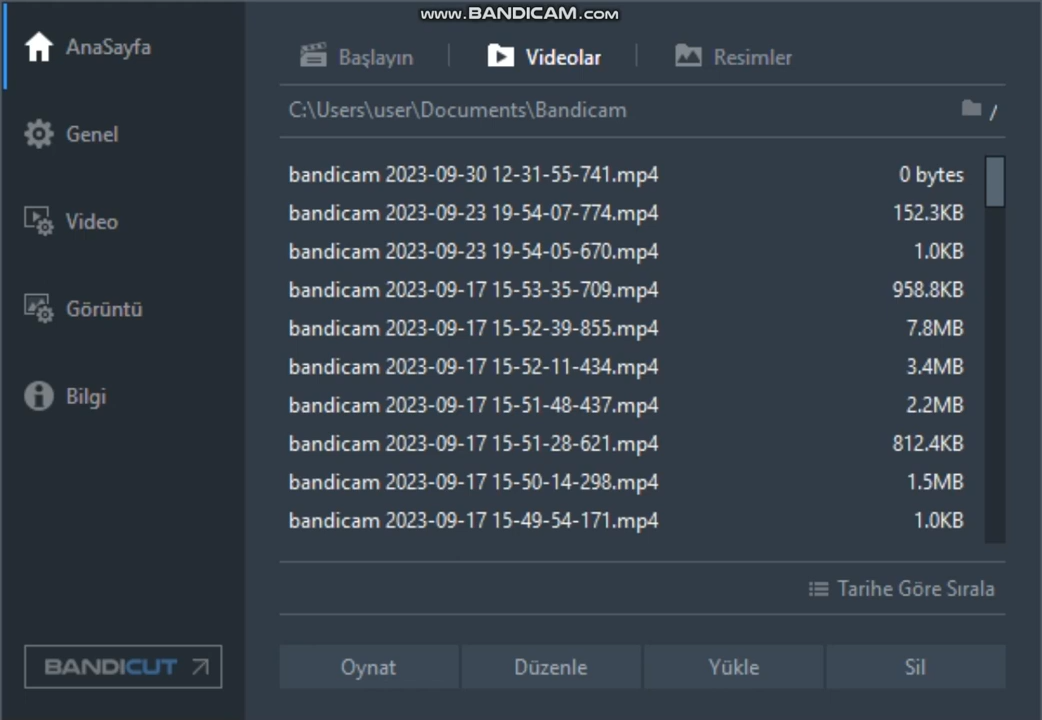 www.BANDICAM.com
AnaSayfa
Genel
Video
Görüntü
Bilgi
BANDICUT
Başlayın
Videolar
Resimler
C:\Users\user\Documents\Bandicam
/
bandicam 2023-09-30 12-31-55-741.mp4 0 bytes
bandicam 2023-09-23 19-54-07-774.mp4 152.3KB
bandicam 2023-09-23 19-54-05-670.mp4 1.0KB
bandicam 2023-09-17 15-53-35-709.mp4 958.8KB
bandicam 2023-09-17 15-52-39-855.mp4 7.8MB
bandicam 2023-09-17 15-52-11-434.mp4 3.4MB
bandicam 2023-09-17 15-51-48-437.mp4 2.2MB
bandicam 2023-09-17 15-51-28-621.mp4 812.4KB
bandicam 2023-09-17 15-50-14-298.mp4 1.5MB
bandicam 2023-09-17 15-49-54-171.mp4 1.0KB
Tarihe Göre Sırala
Oynat
Düzenle
Yükle
Sil